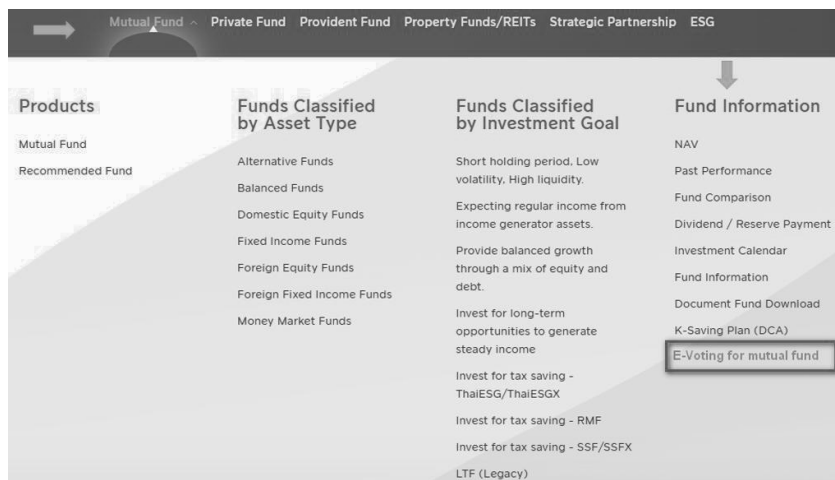 Mutual Fund Private Fund Provident Fund Property Funds/REITs Strategic Partnership ESG
Products
Mutual Fund
Recommended Fund
Funds Classified
by Asset Type
Alternative Funds
Balanced Funds
Domestic Equity Funds
Fixed Income Funds
Foreign Equity Funds
Foreign Fixed Income Funds
Money Market Funds
Funds Classified
by Investment Goal
Short holding period, Low
volatility, High liquidity.
Expecting regular income from
income generator assets.
Provide balanced growth
through a mix of equity and
debt.
Invest for long-term
opportunities to generate
steady income
Invest for tax saving -
ThaiESG/ThaiESGX
Invest for tax saving - RMF
Invest for tax saving - SSF/SSFX
LTF (Legacy)
Fund Information
NAV
Past Performance
Fund Comparison
Dividend / Reserve Payment
Investment Calendar
Fund Information
Document Fund Download
K-Saving Plan (DCA)
E-Voting for mutual fund